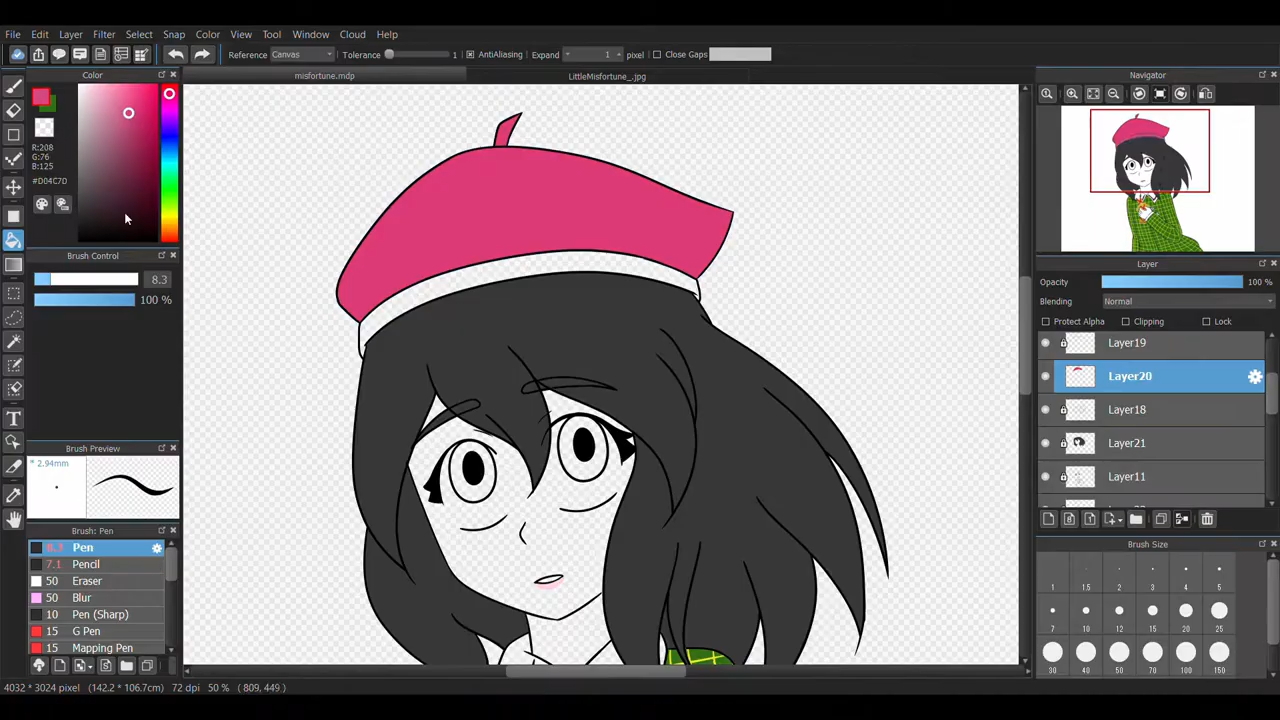 File Edit Layer Filter Select Snap Color View Tool Window Cloud Help
Reference Canvas Tolerance 1 AntiAliasing Expand 1 pixel Close Gaps
Color
misfortune.mdp LittleMisfortune_.jpg
Navigator
R:208
G:76
B:125
#D04C7D
Brush Control
8.3
100 %
Brush Preview
* 2.94mm
Brush: Pen
8.3 Pen
7.1 Pencil
50 Eraser
50 Blur
10 Pen (Sharp)
15 G Pen
15 Mapping Pen
Layer
Opacity 100 %
Blending Normal
Protect Alpha Clipping Lock
Layer19
Layer20
Layer18
Layer21
Layer11
Brush Size
1 1.5 2 3 4 5
7 10 12 15 20 25
30 40 50 70 100 150
4032 * 3024 pixel (142.2 * 106.7cm) 72 dpi 50 % ( 809, 449 )